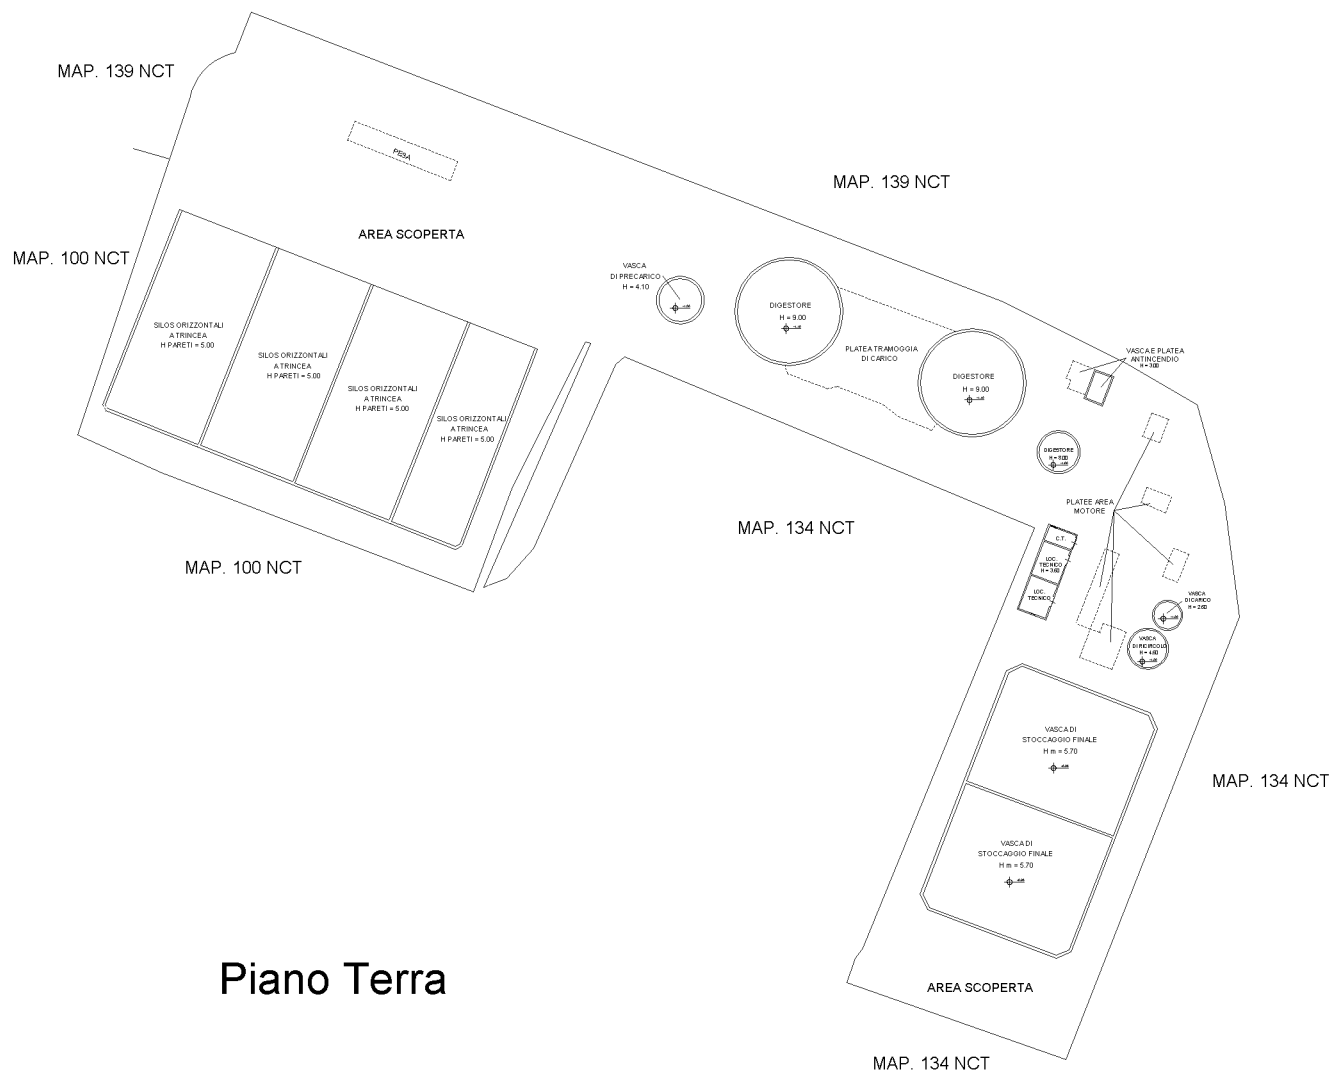 MAP. 139 NCT
PESA
MAP. 139 NCT
AREA SCOPERTA
MAP. 100 NCT
VASCA
DI PRECARICO
H = 4.10
DIGESTORE
H = 9.00
PLATEA TRAMOGGIA
DI CARICO
DIGESTORE
H = 9.00
VASCA E PLATEA
ANTINCENDIO
H = 3.00
SILOS ORIZZONTALI
A TRINCEA
H PARETI = 5.00
SILOS ORIZZONTALI
A TRINCEA
H PARETI = 5.00
SILOS ORIZZONTALI
A TRINCEA
H PARETI = 5.00
SILOS ORIZZONTALI
A TRINCEA
H PARETI = 5.00
DIGESTORE
H = 8.00
PLATEE AREA
MOTORE
MAP. 134 NCT
C.T.
LOC.
TECNICO
H = 3.60
LOC.
TECNICO
MAP. 100 NCT
VASCA
DI CARICO
H = 2.60
VASCA
DI RICIRCOLO
H = 4.60
VASCA DI
STOCCAGGIO FINALE
H m = 5.70
MAP. 134 NCT
VASCA DI
STOCCAGGIO FINALE
H m = 5.70
Piano Terra
AREA SCOPERTA
MAP. 134 NCT